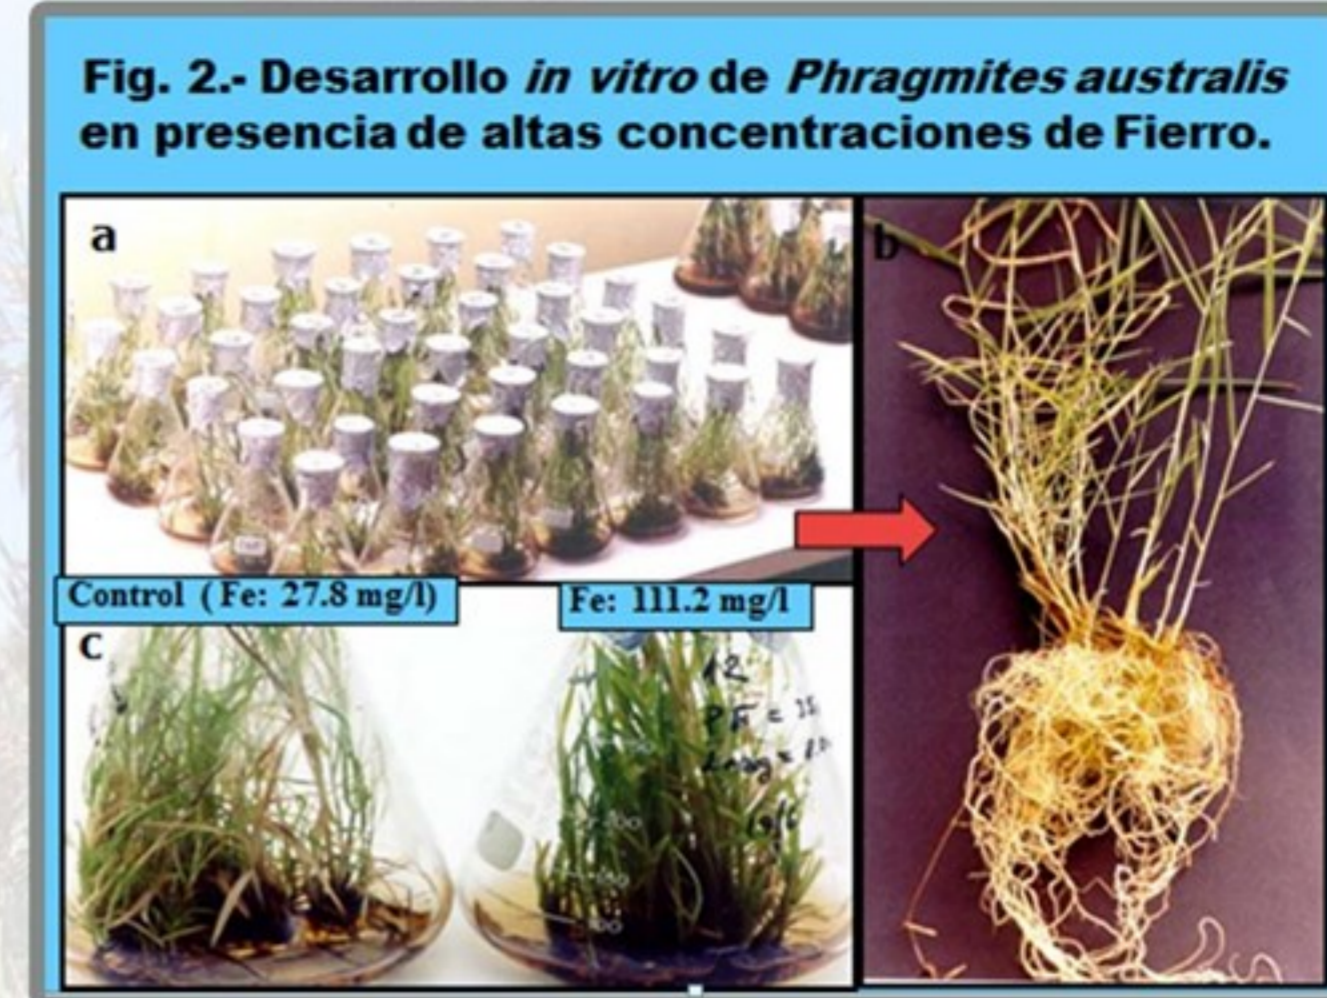 Fig. 2.- Desarrollo in vitro de Phragmites australis
en presencia de altas concentraciones de Fierro.
a
b
Control ( Fe: 27.8 mg/l)
Fe: 111.2 mg/l
c
12